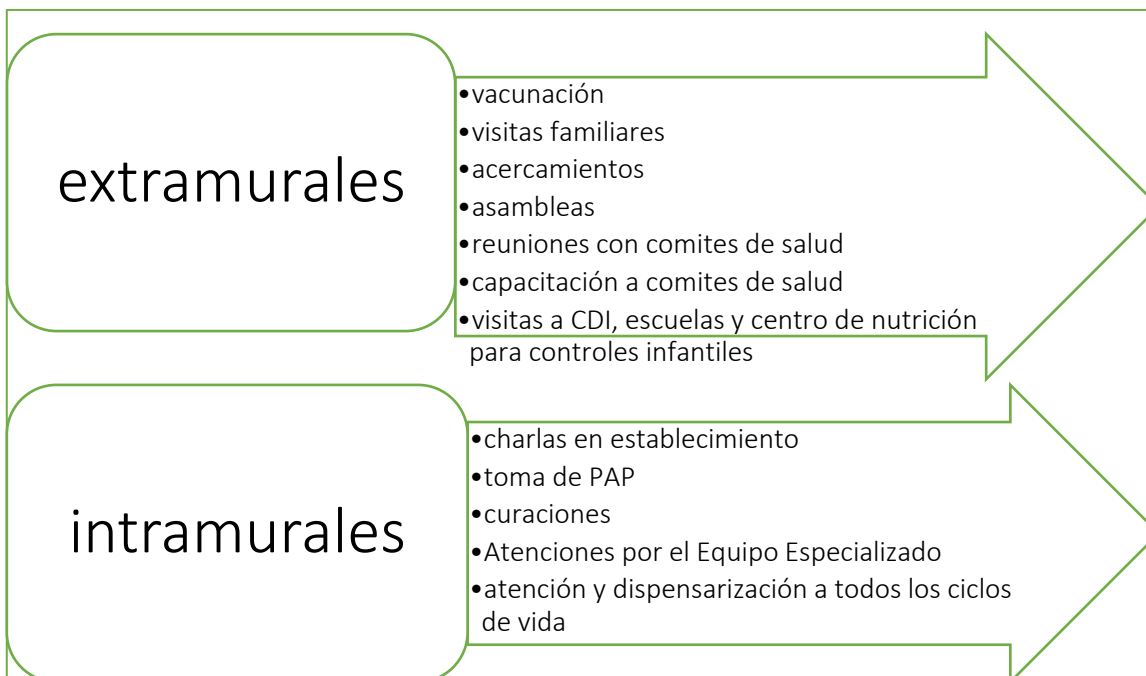 extramurales
•vacunación
•visitas familiares
•acercamientos
•asambleas
•reuniones con comites de salud
•capacitación a comites de salud
•visitas a CDI, escuelas y centro de nutrición
para controles infantiles
intramurales
•charlas en establecimiento
•toma de PAP
•curaciones
•Atenciones por el Equipo Especializado
•atención y dispensarización a todos los ciclos
de vida